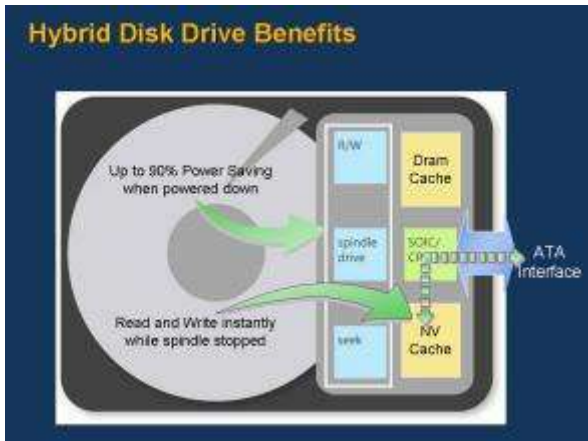 Hybrid Disk Drive Benefits
Up to 90% Power Saving
when powered down
R/W
Dram
Cache
spindle
drive
SOIC/
ATA
Interface
Read and Write instantly
while spindle stopped
seek
NV
Cache